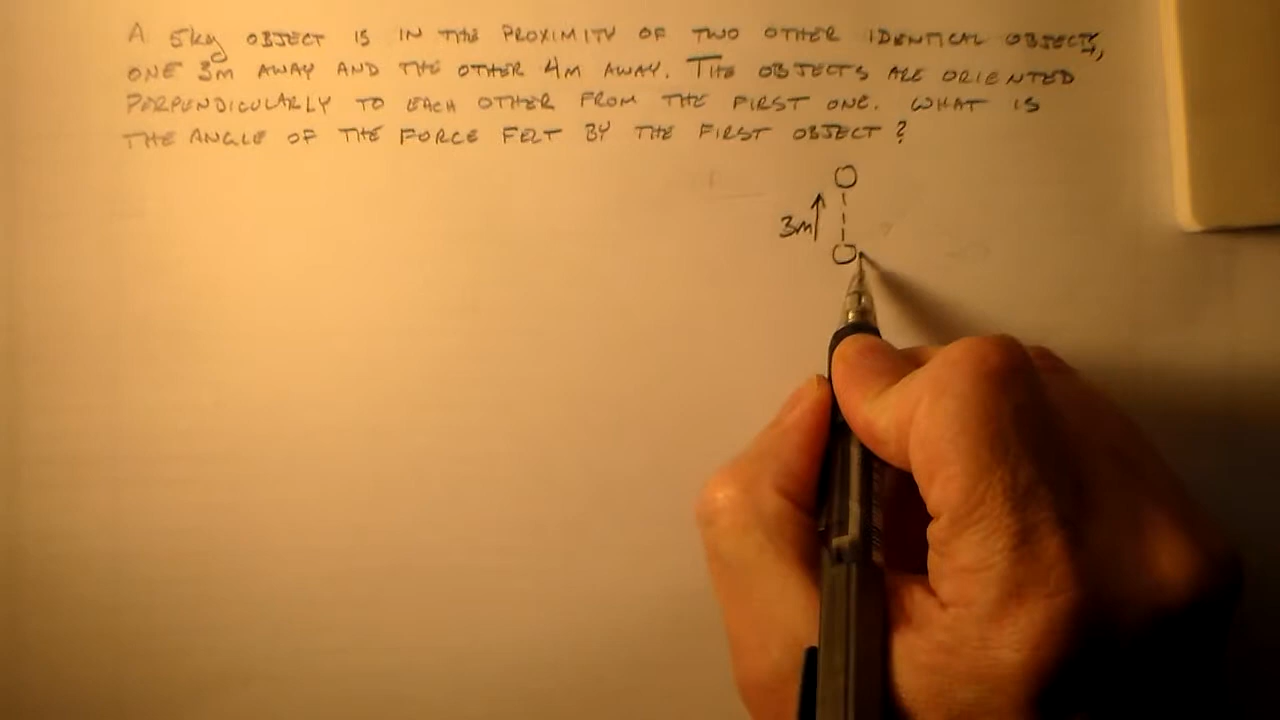 A 5kg OBJECT IS IN THE PROXIMITY OF TWO OTHER IDENTICAL OBJECTS,
ONE 3m AWAY AND THE OTHER 4m AWAY. THE OBJECTS ARE ORIENTED
PERPENDICULARLY TO EACH OTHER FROM THE FIRST ONE. WHAT IS
THE ANGLE OF THE FORCE FELT BY THE FIRST OBJECT?
3m